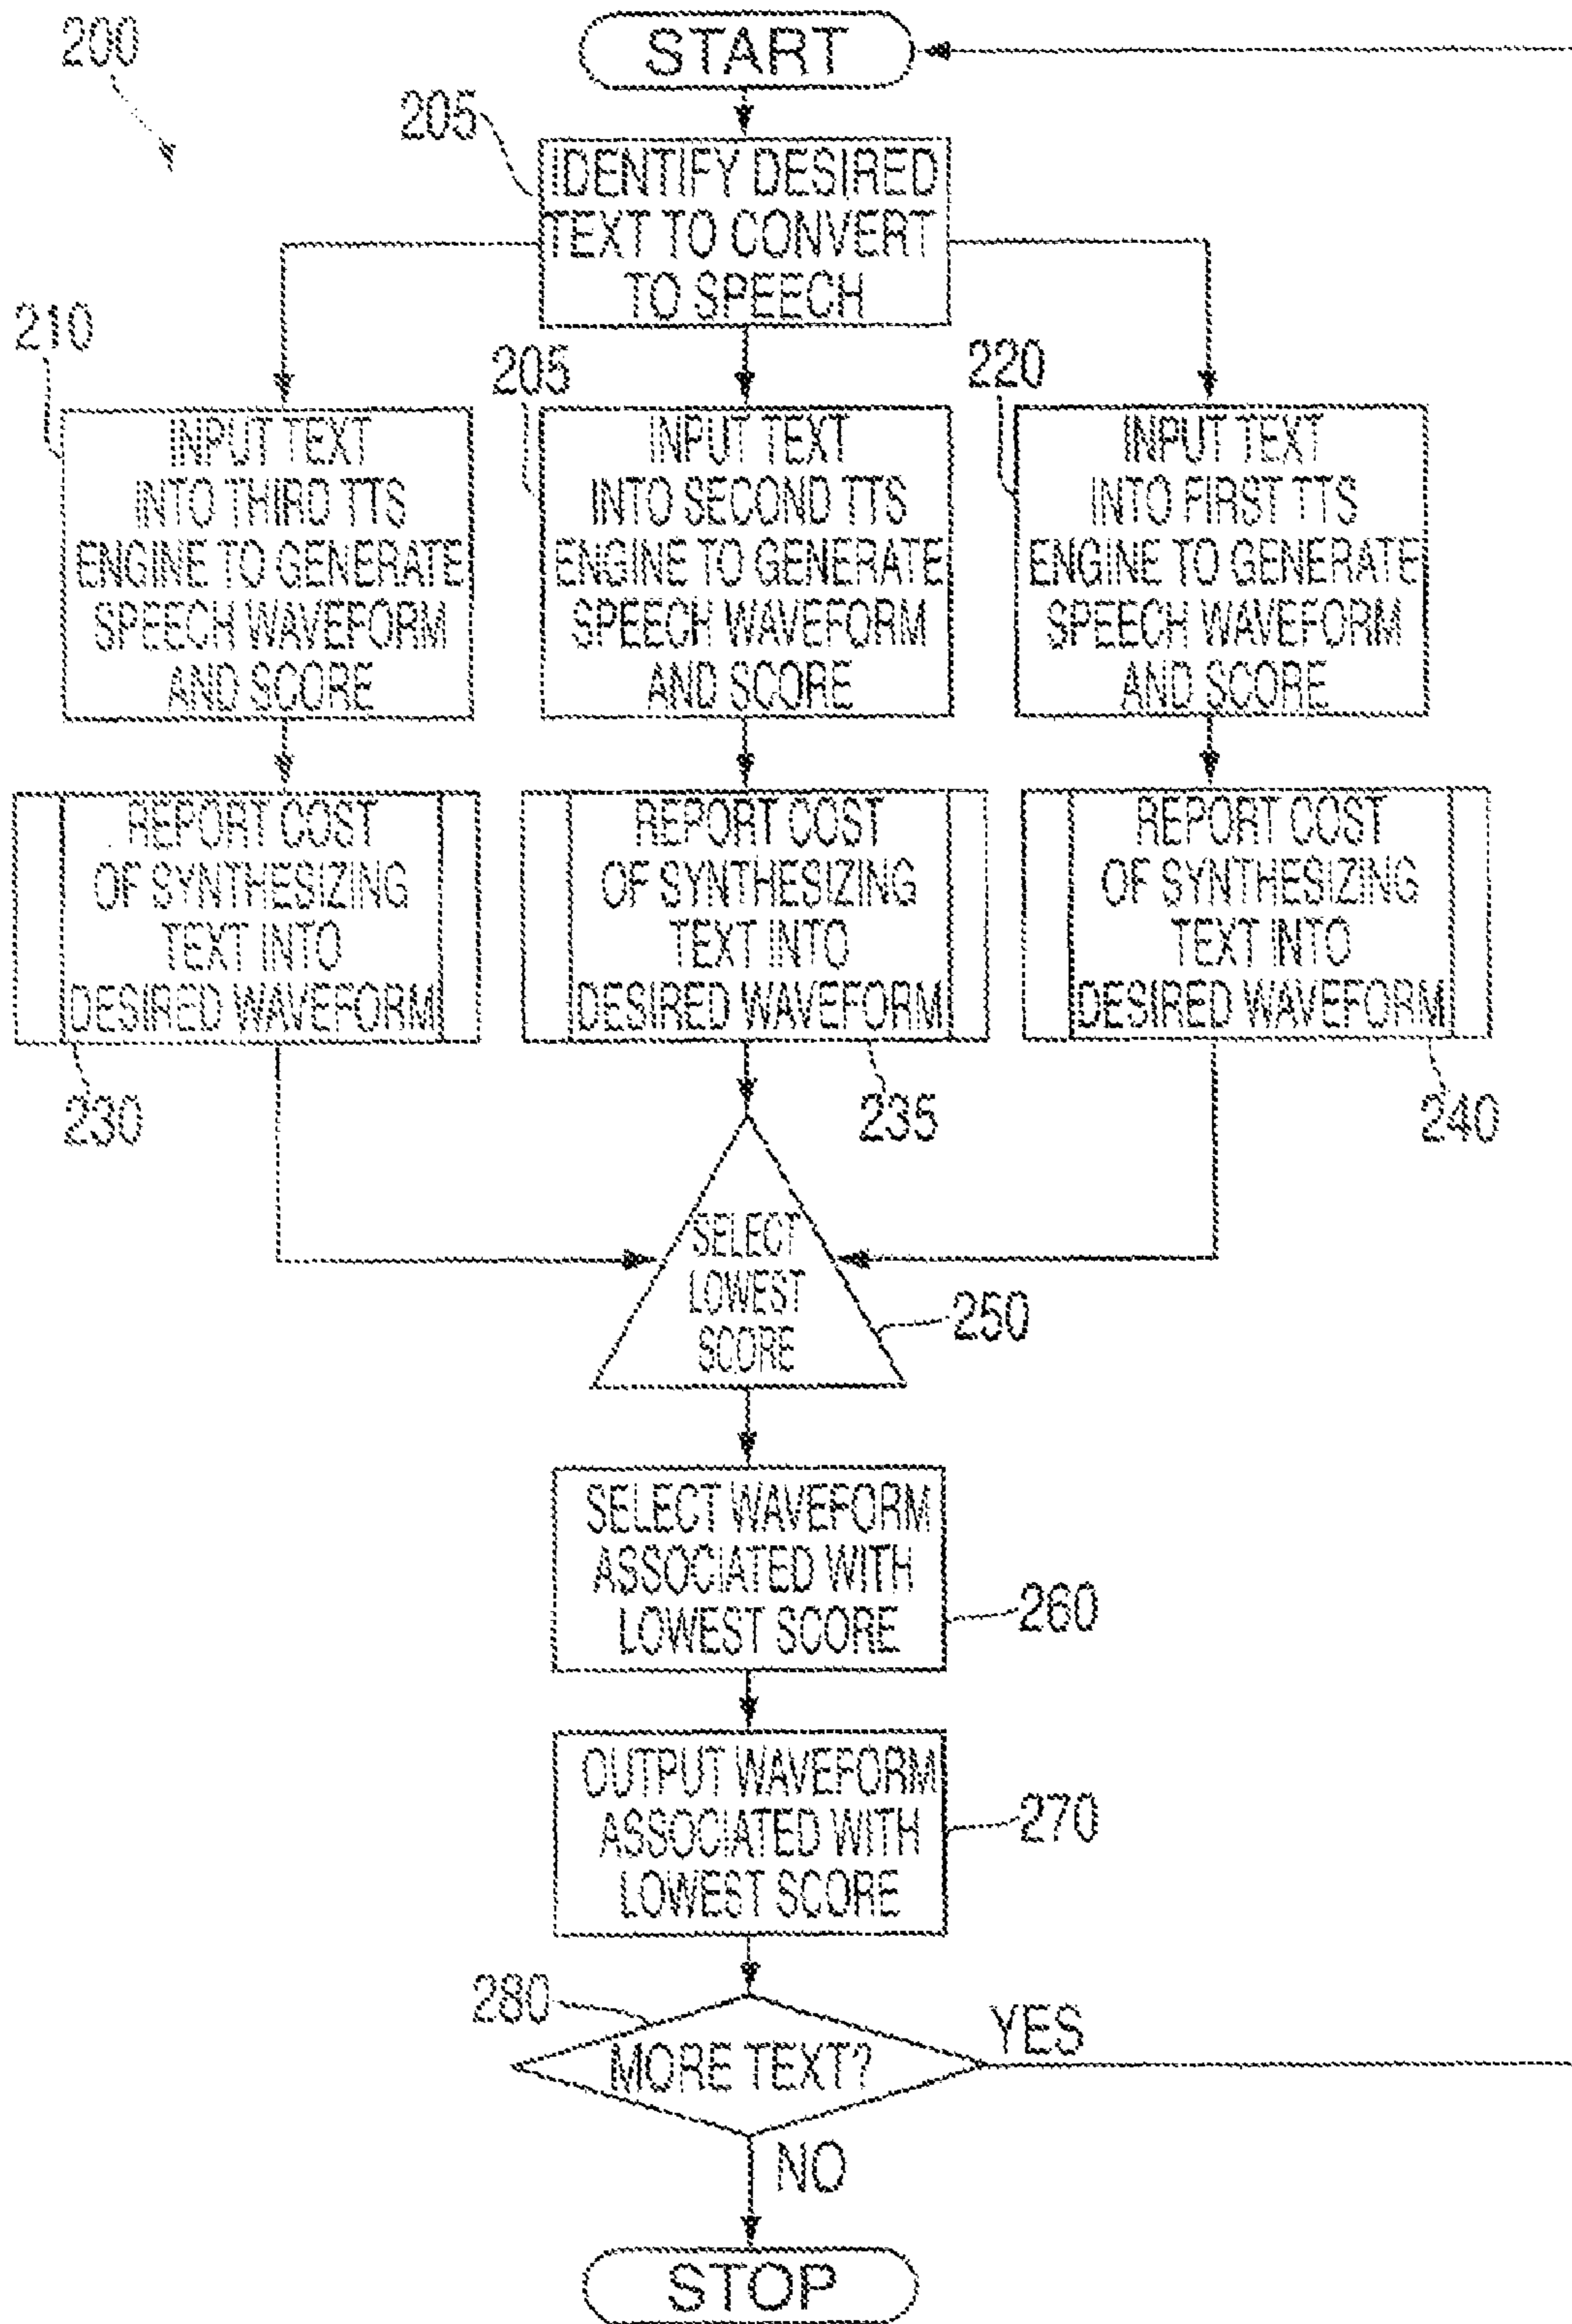 200
START
205
IDENTIFY DESIRED
TEXT TO CONVERT
TO SPEECH
210
INPUT TEXT
INTO THIRD TTS
ENGINE TO GENERATE
SPEECH WAVEFORM
AND SCORE
205
INPUT TEXT
INTO SECOND TTS
ENGINE TO GENERATE
SPEECH WAVEFORM
AND SCORE
220
INPUT TEXT
INTO FIRST TTS
ENGINE TO GENERATE
SPEECH WAVEFORM
AND SCORE
REPORT COST
OF SYNTHESIZING
TEXT INTO
DESIRED WAVEFORM
230
REPORT COST
OF SYNTHESIZING
TEXT INTO
DESIRED WAVEFORM
235
REPORT COST
OF SYNTHESIZING
TEXT INTO
DESIRED WAVEFORM
240
SELECT
LOWEST
SCORE
250
SELECT WAVEFORM
ASSOCIATED WITH
LOWEST SCORE
260
OUTPUT WAVEFORM
ASSOCIATED WITH
LOWEST SCORE
270
280
MORE TEXT?
YES
NO
STOP